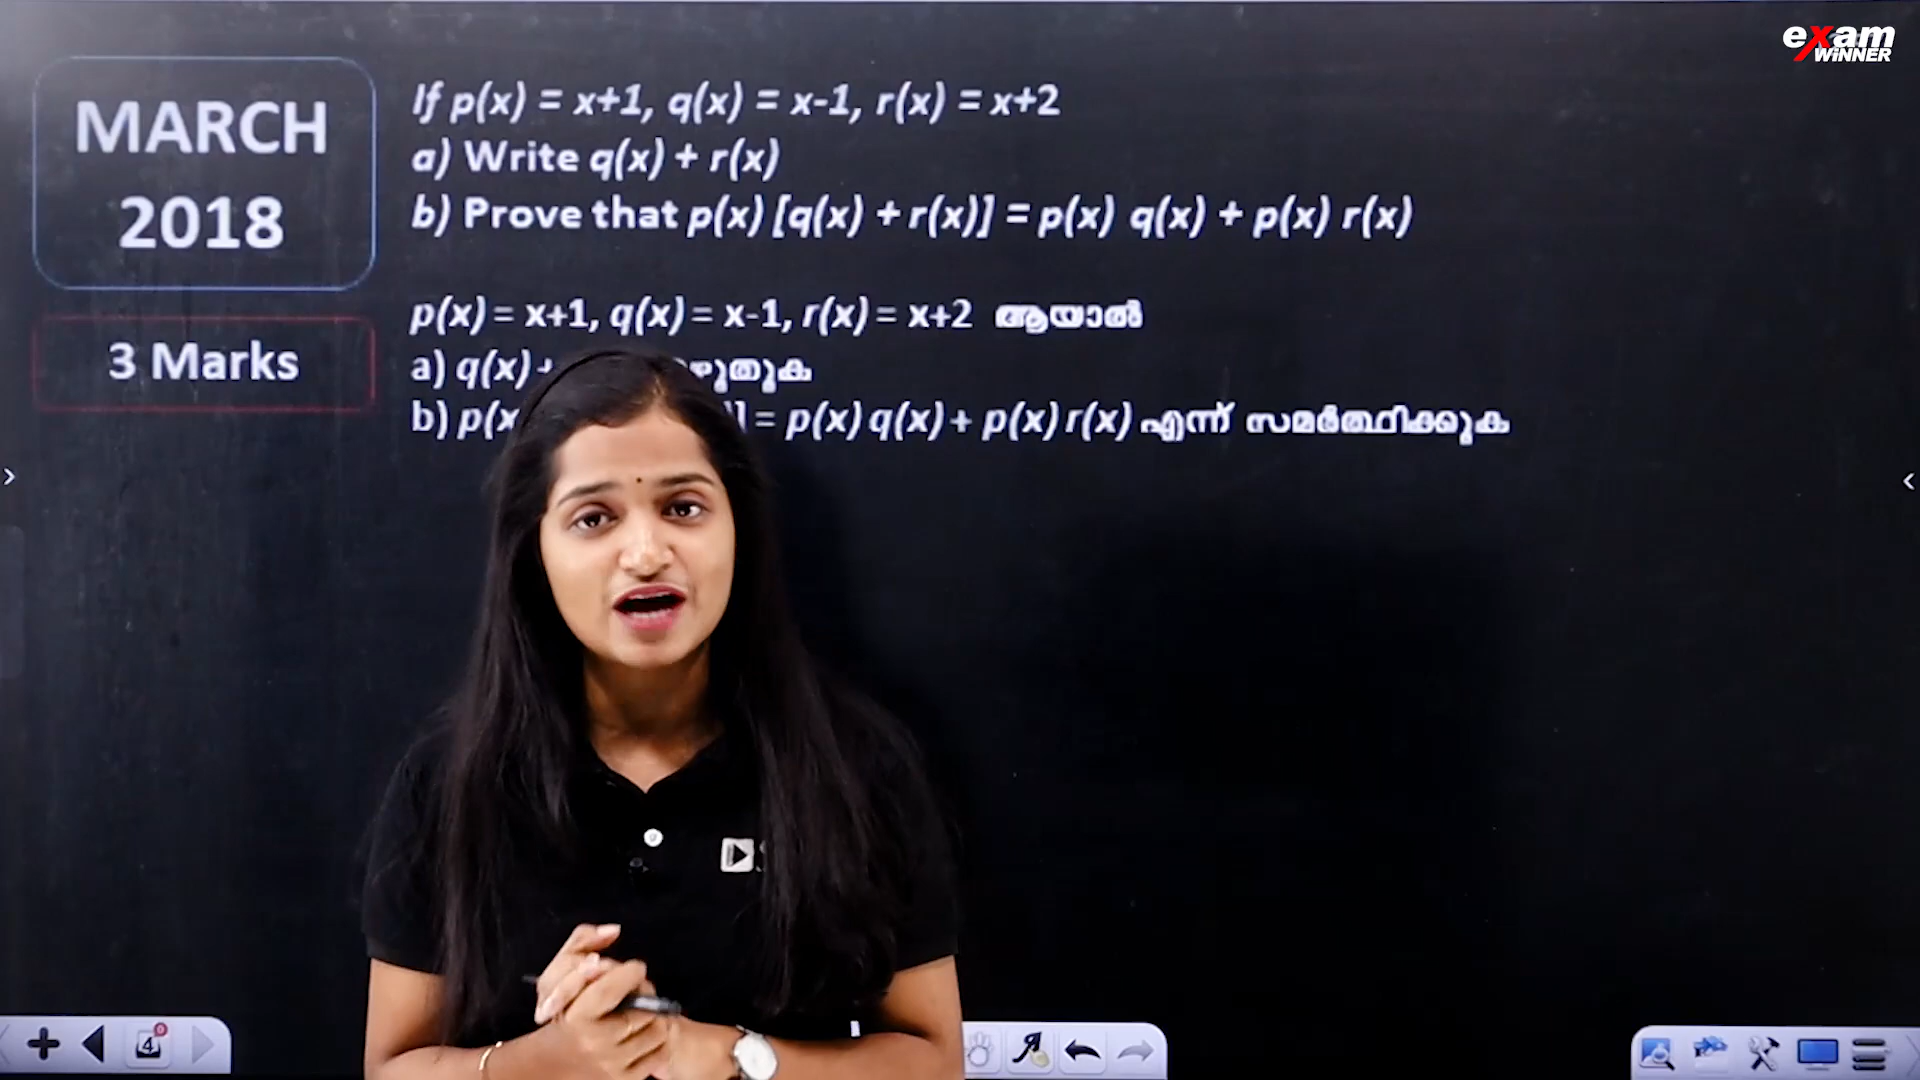 exam
WiNNER
MARCH
2018
3 Marks
If p(x) = x+1, q(x) = x-1, r(x) = x+2
a) Write q(x) + r(x)
b) Prove that p(x) [q(x) + r(x)] = p(x) q(x) + p(x) r(x)
p(x) = x+1, q(x) = x-1, r(x) = x+2 ആയാൽ
a) q(x)+
b) p(x = p(x) q(x) + p(x) r(x) എന്ന് സമർത്ഥിക്കുക
4